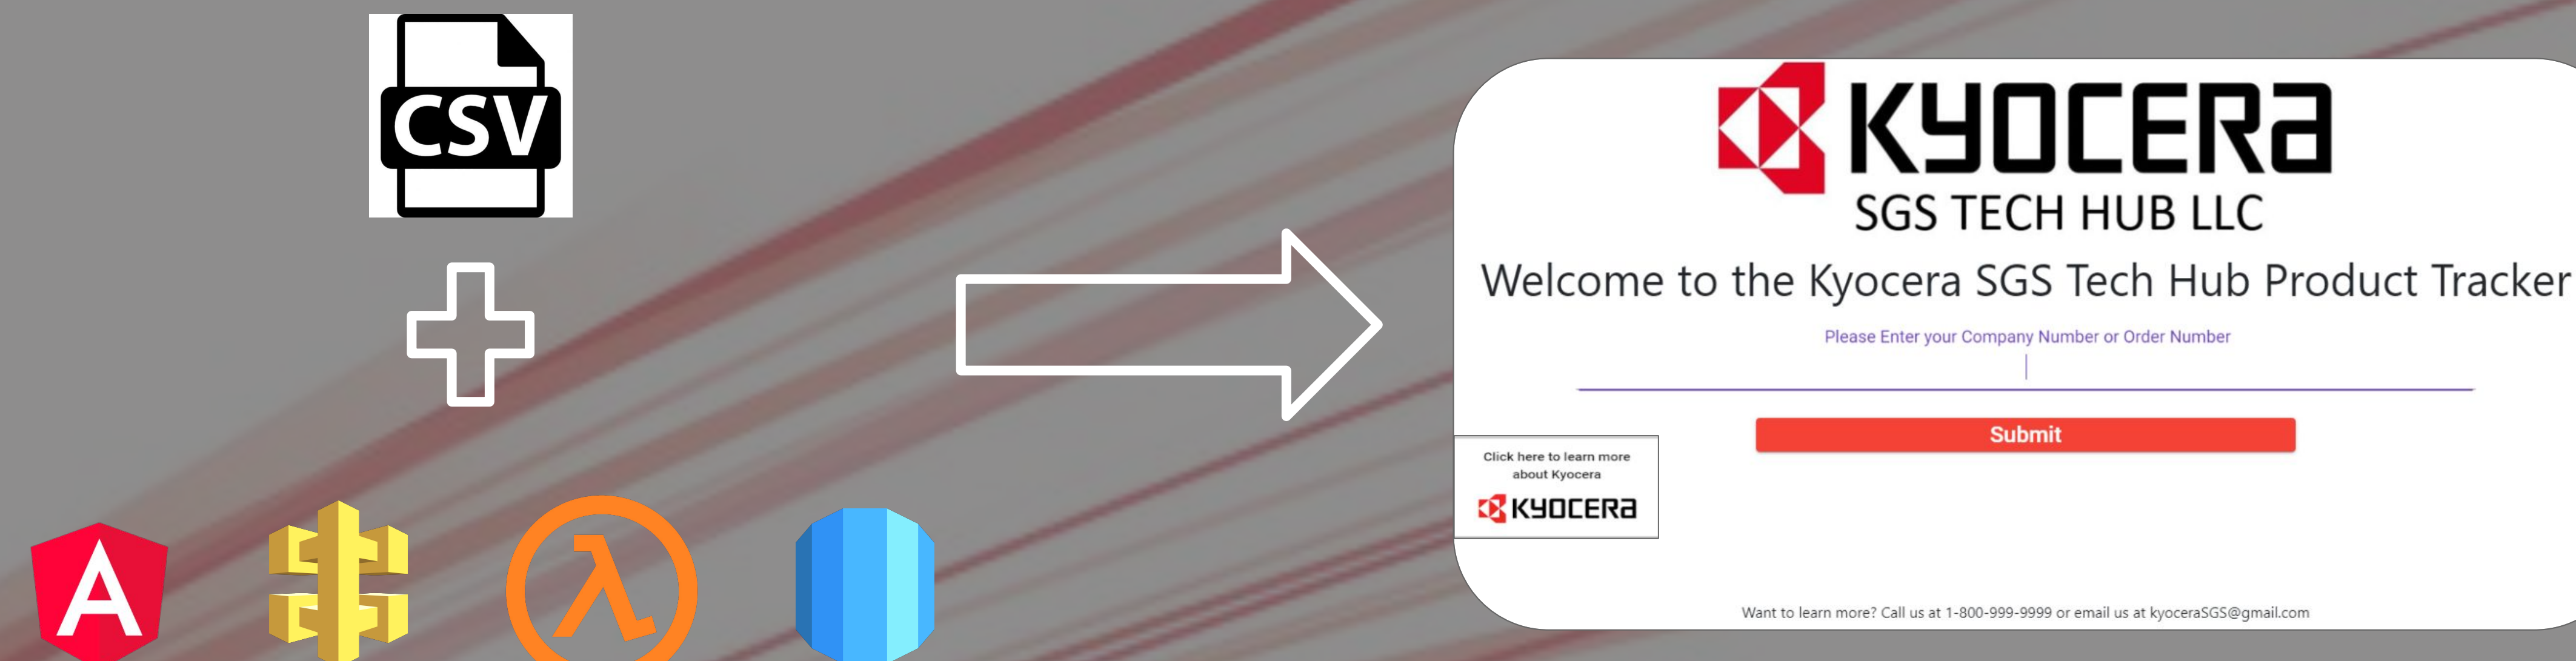 CSV
KYOCERA
SGS TECH HUB LLC
Welcome to the Kyocera SGS Tech Hub Product Tracker
Please Enter your Company Number or Order Number
Submit
Click here to learn more
about Kyocera
KYOCERA
Want to learn more? Call us at 1-800-999-9999 or email us at kyoceraSGS@gmail.com
A
λ